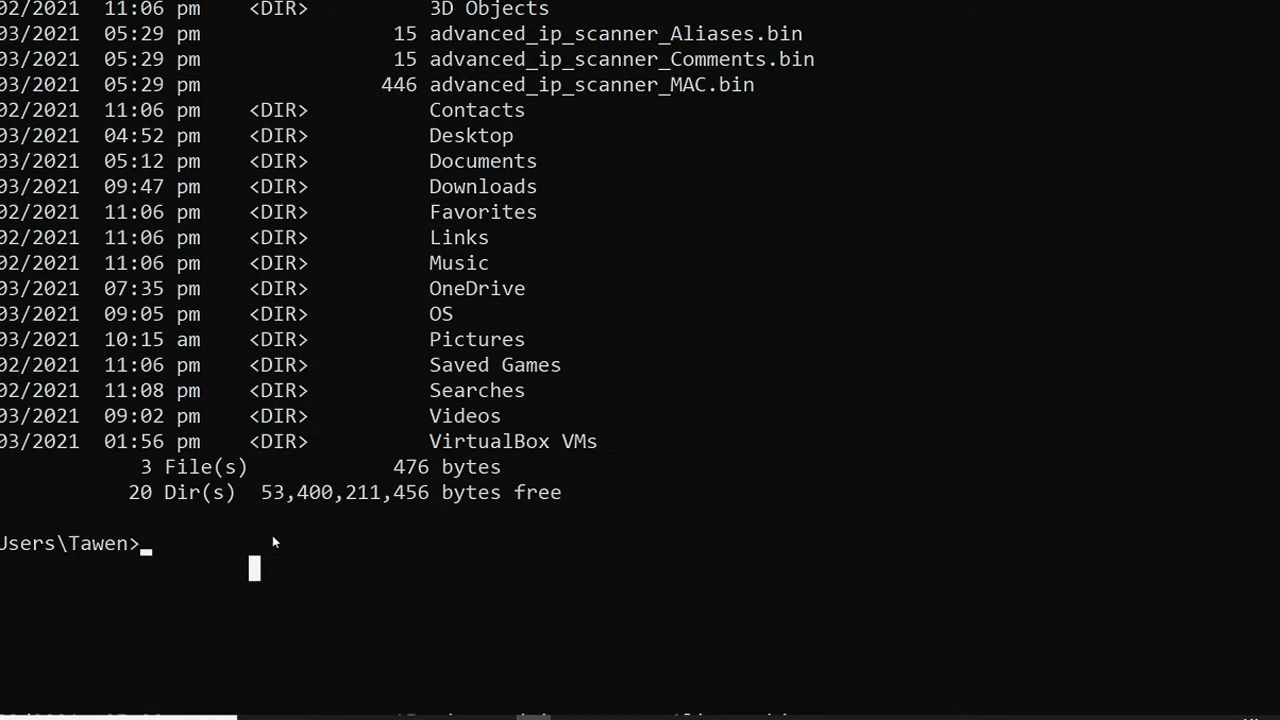 02/2021 11:06 pm <DIR> 3D Objects
03/2021 05:29 pm 15 advanced_ip_scanner_Aliases.bin
03/2021 05:29 pm 15 advanced_ip_scanner_Comments.bin
03/2021 05:29 pm 446 advanced_ip_scanner_MAC.bin
02/2021 11:06 pm <DIR> Contacts
03/2021 04:52 pm <DIR> Desktop
03/2021 05:12 pm <DIR> Documents
03/2021 09:47 pm <DIR> Downloads
02/2021 11:06 pm <DIR> Favorites
02/2021 11:06 pm <DIR> Links
02/2021 11:06 pm <DIR> Music
03/2021 07:35 pm <DIR> OneDrive
03/2021 09:05 pm <DIR> OS
03/2021 10:15 am <DIR> Pictures
02/2021 11:06 pm <DIR> Saved Games
02/2021 11:08 pm <DIR> Searches
03/2021 09:02 pm <DIR> Videos
03/2021 01:56 pm <DIR> VirtualBox VMs
3 File(s) 476 bytes
20 Dir(s) 53,400,211,456 bytes free
Users\Tawen>_